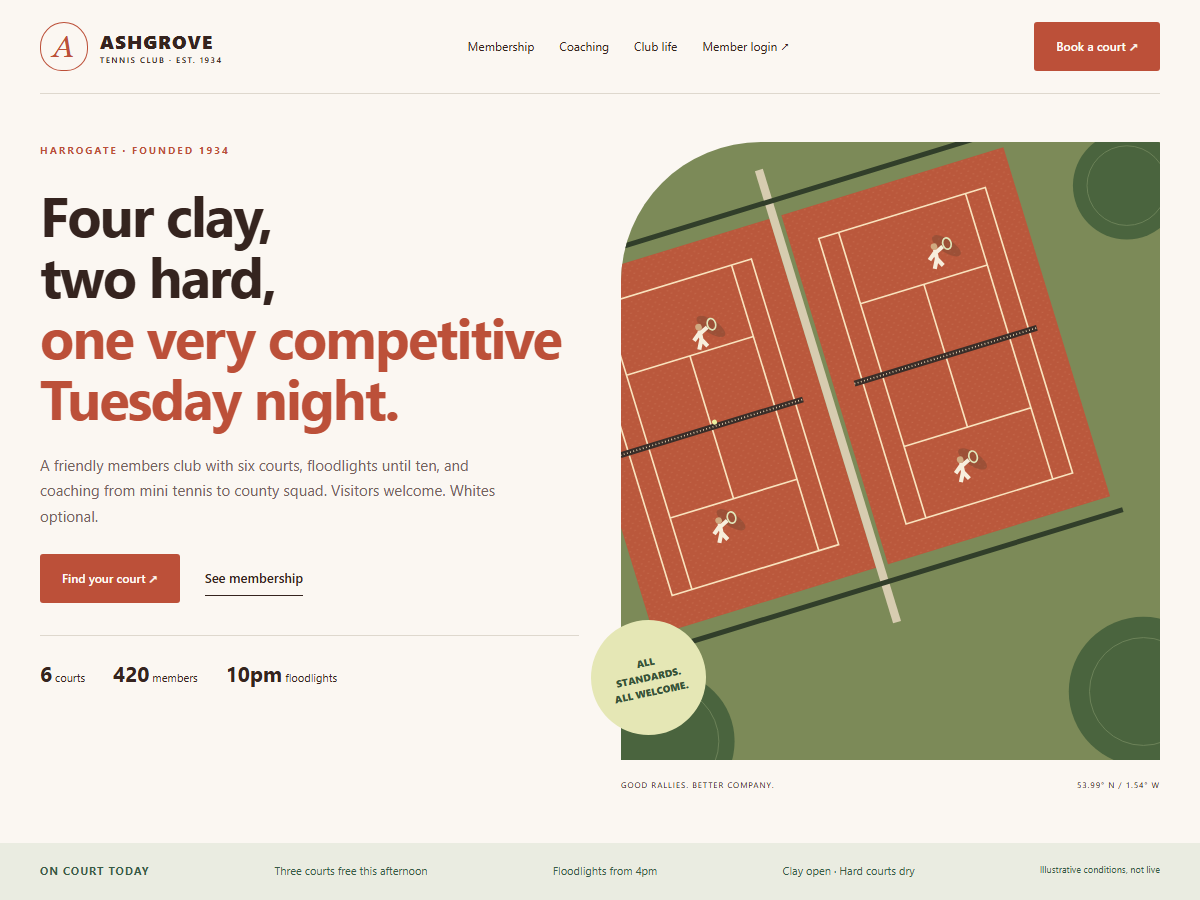 A
ASHGROVE
TENNIS CLUB · EST. 1934
Membership
Coaching
Club life
Member login ↗
Book a court ↗
HARROGATE · FOUNDED 1934
Four clay,
two hard,
one very competitive
Tuesday night.
A friendly members club with six courts, floodlights until ten, and
coaching from mini tennis to county squad. Visitors welcome. Whites
optional.
Find your court ↗
See membership
6 courts
420 members
10pm floodlights
ALL
STANDARDS.
ALL WELCOME.
GOOD RALLIES. BETTER COMPANY.
53.99° N / 1.54° W
ON COURT TODAY
Three courts free this afternoon
Floodlights from 4pm
Clay open · Hard courts dry
Illustrative conditions, not live